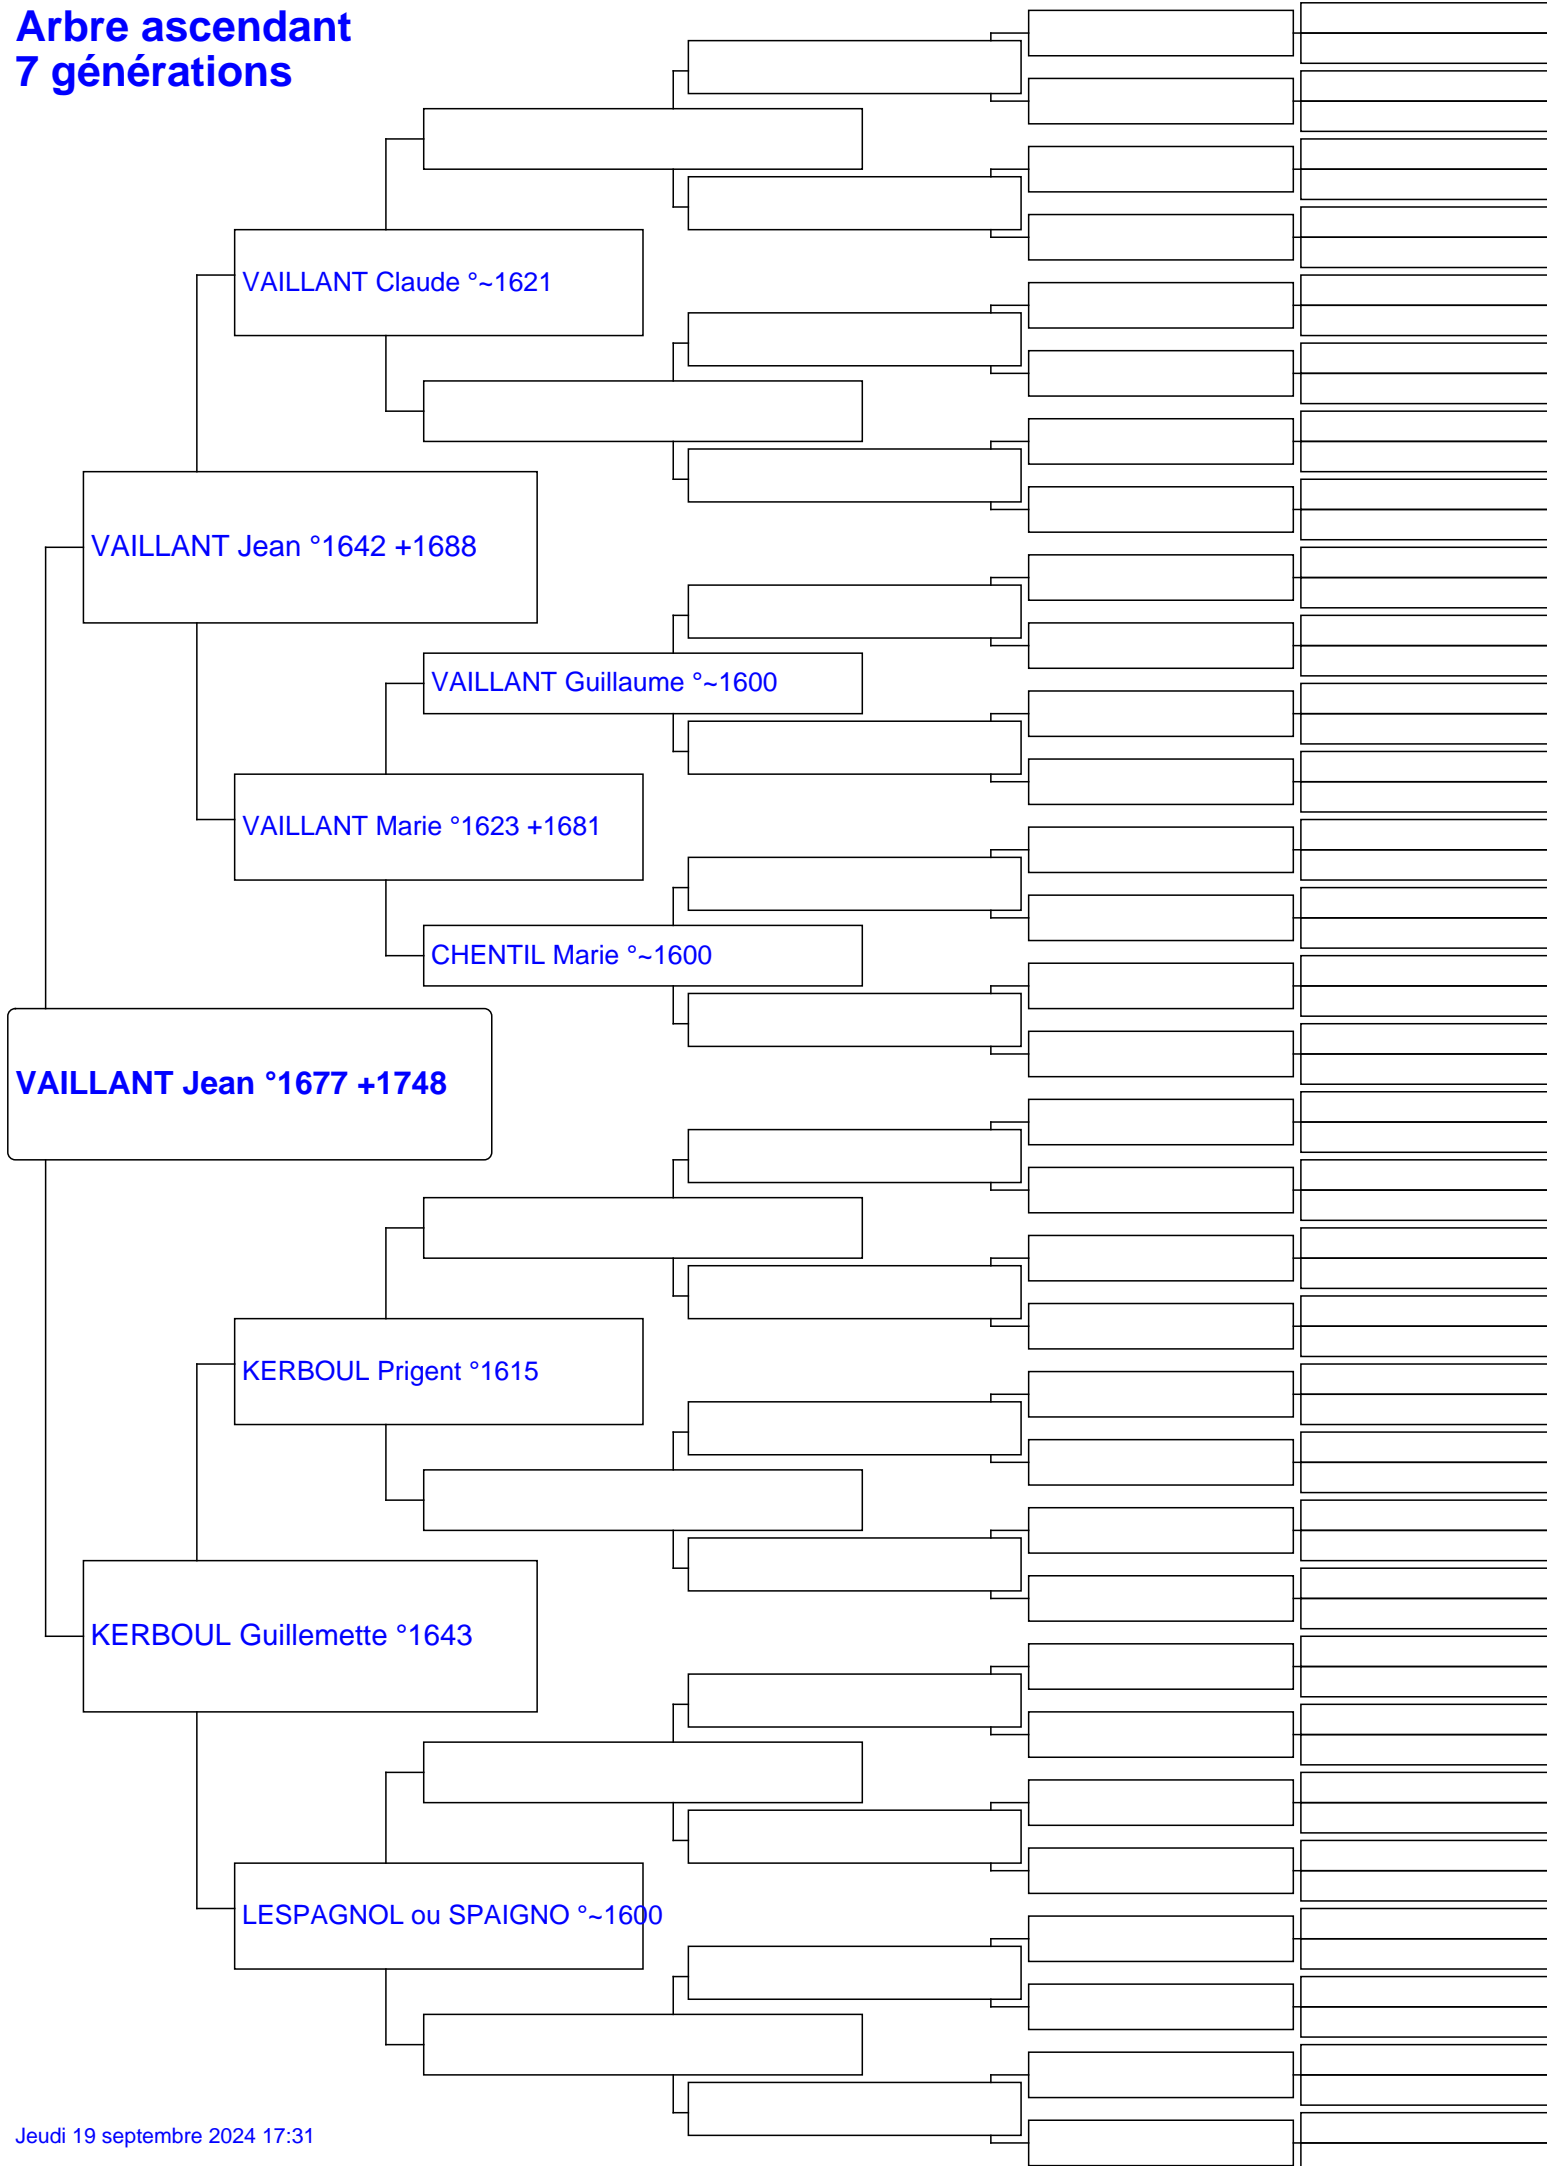 Arbre ascendant
7 générations
VAILLANT Claude °~1621
VAILLANT Jean °1642 +1688
VAILLANT Guillaume °~1600
VAILLANT Marie °1623 +1681
CHENTIL Marie °~1600
VAILLANT Jean °1677 +1748
KERBOUL Prigent °1615
KERBOUL Guillemette °1643
LESPAGNOL ou SPAIGNO °~1600
Jeudi 19 septembre 2024 17:31